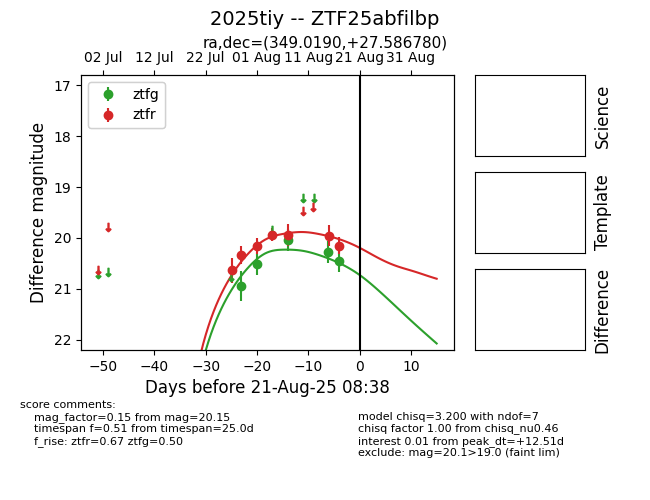 2025tiy -- ZTF25abfilbp
ra,dec=(349.0190,+27.586780)
02 Jul 12 Jul 22 Jul 01 Aug 11 Aug 21 Aug 31 Aug
ztfg
ztfr
17
18
19
20
21
22
Difference magnitude
−50 −40 −30 −20 −10 0 10
Days before 21-Aug-25 08:38
Science
Template
Difference
score comments:
mag_factor=0.15 from mag=20.15
timespan f=0.51 from timespan=25.0d
f_rise: ztfr=0.67 ztfg=0.50
model chisq=3.200 with ndof=7
chisq factor 1.00 from chisq_nu0.46
interest 0.01 from peak_dt=+12.51d
exclude: mag=20.1>19.0 (faint lim)